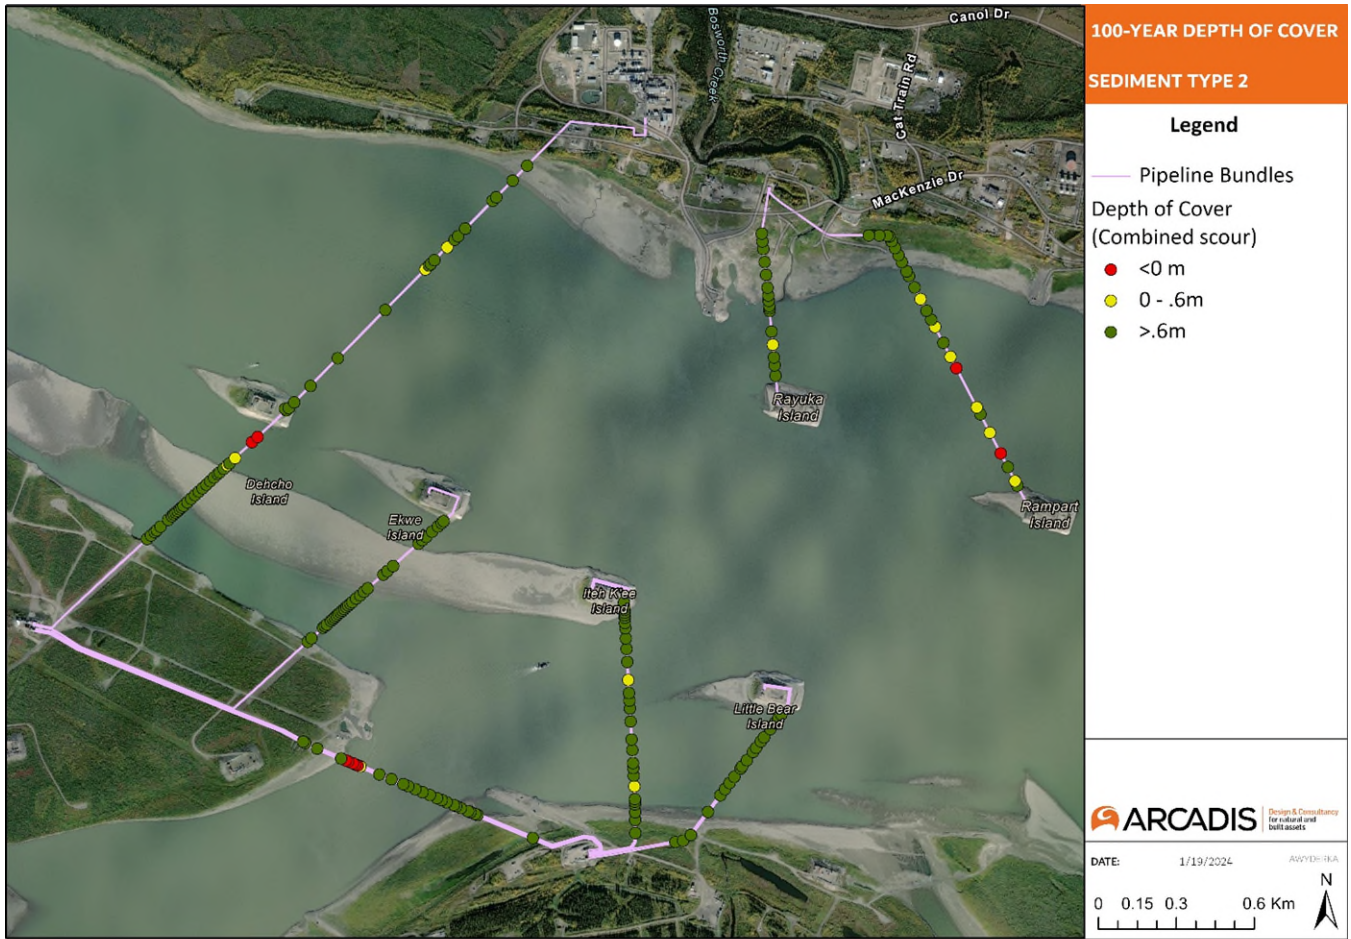 Canol Dr
Bosworth Creek
Cat-Train Rd
MacKenzie Dr
Rayuka
Island
Dehcho
Island
Ekwe
Island
Rampart
Island
Iteh K'ee
Island
Little Bear
Island
100-YEAR DEPTH OF COVER
SEDIMENT TYPE 2
Legend
Pipeline Bundles
Depth of Cover
(Combined scour)
<0 m
0 - .6m
>.6m
ARCADIS
Design & Consultancy
for natural and
built assets
DATE:
1/19/2024
N
0 0.15 0.3 0.6 Km